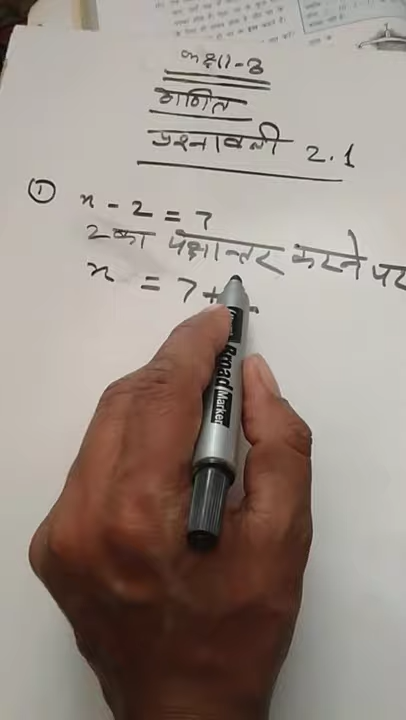 कक्षा-8
गणित
प्रश्नावली 2.1
① x - 2 = 7
2 का पक्षान्तर करने पर
x = 7 +
Broad
Marker